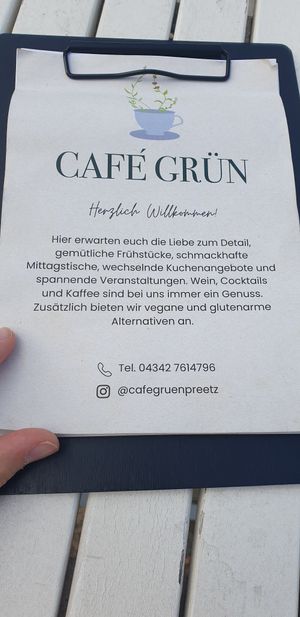 CAFÉ GRÜN
Herzlich Willkommen!
Hier erwarten euch die Liebe zum Detail,
gemütliche Frühstücke, schmackhafte
Mittagstische, wechselnde Kuchenangebote und
spannende Veranstaltungen. Wein, Cocktails
und Kaffee sind bei uns immer ein Genuss.
Zusätzlich bieten wir vegane und glutenarme
Alternativen an.
Tel. 04342 7614796
@cafegruenpreetz